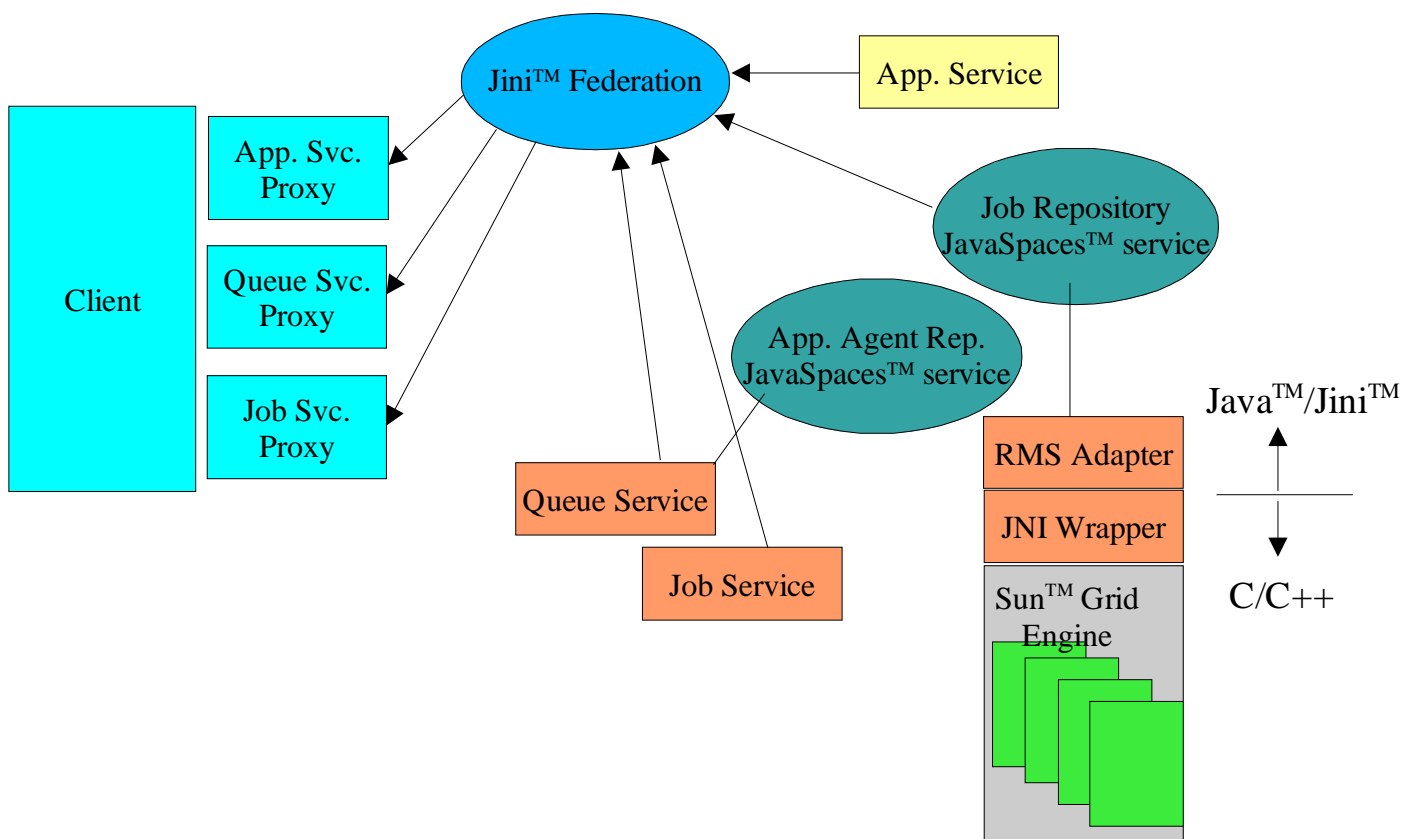 Jini™ Federation
App. Service
App. Svc.
Proxy
Job Repository
JavaSpaces™ service
Client
Queue Svc.
Proxy
App. Agent Rep.
JavaSpaces™ service
Job Svc.
Proxy
Java™/Jini™
RMS Adapter
Queue Service
JNI Wrapper
Job Service
Sun™ Grid
Engine
C/C++